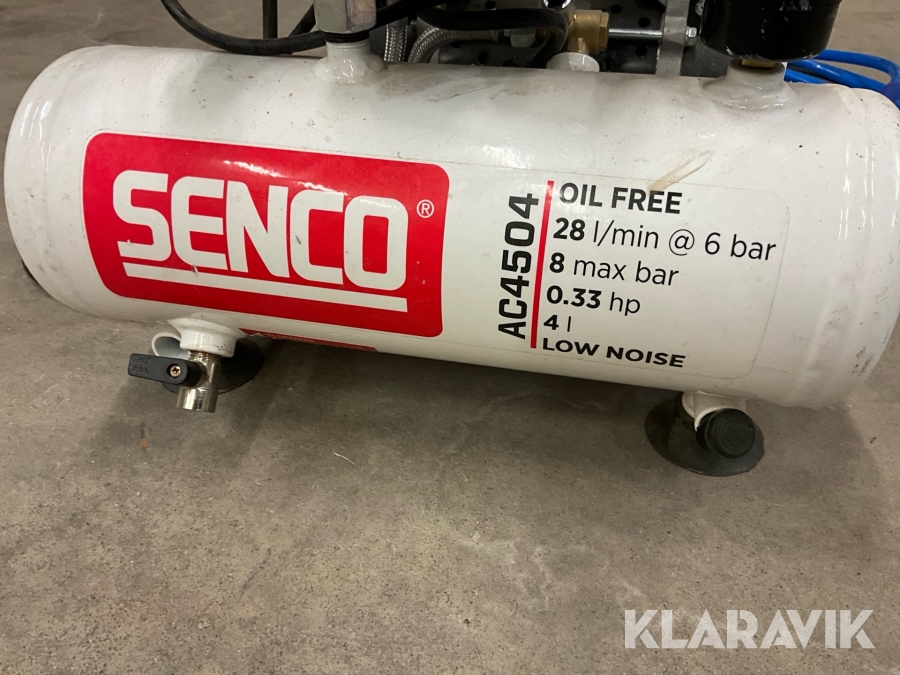 SENCO®
AC4504
OIL FREE
28 l/min @ 6 bar
8 max bar
0.33 hp
4 l
LOW NOISE
KLARAVIK